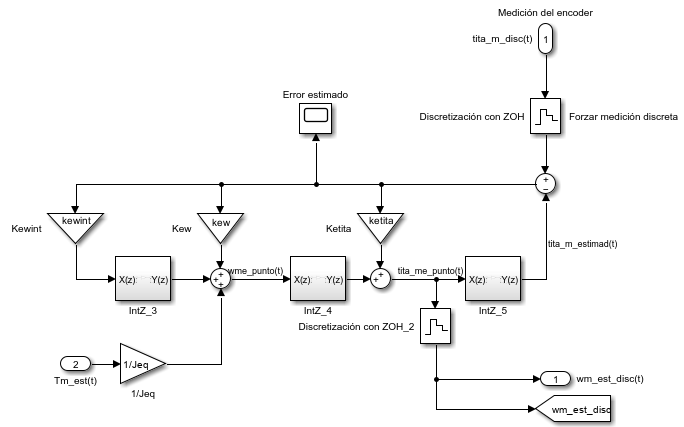 Medición del encoder
tita_m_disc(t)
1
Error estimado
Discretización con ZOH
Forzar medición discreta
+
−
Kewint
kewint
Kew
kew
Ketita
ketita
tita_m_estimad(t)
X(z): :Y(z)
IntZ_3
+
+
+
wme_punto(t)
X(z): :Y(z)
IntZ_4
+
+
tita_me_punto(t)
X(z): :Y(z)
IntZ_5
Discretización con ZOH_2
2
Tm_est(t)
1/Jeq
1/Jeq
1
wm_est_disc(t)
wm_est_disc